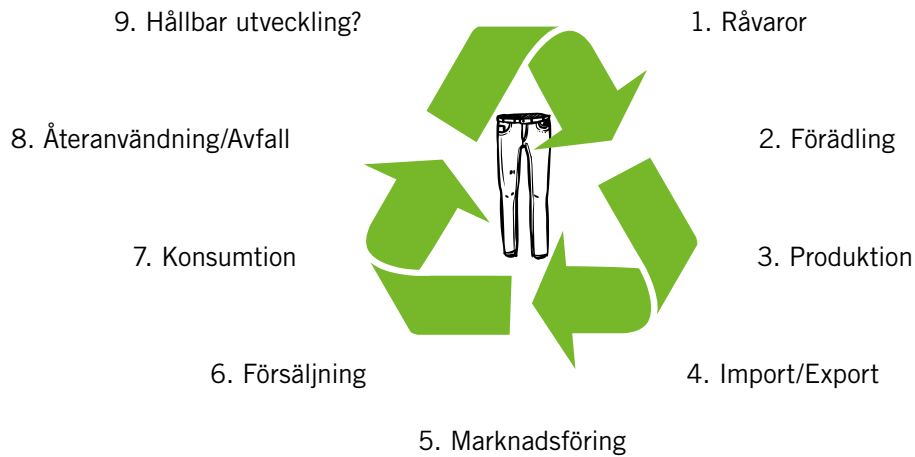 1. Råvaror
2. Förädling
3. Produktion
4. Import/Export
5. Marknadsföring
6. Försäljning
7. Konsumtion
8. Återanvändning/Avfall
9. Hållbar utveckling?